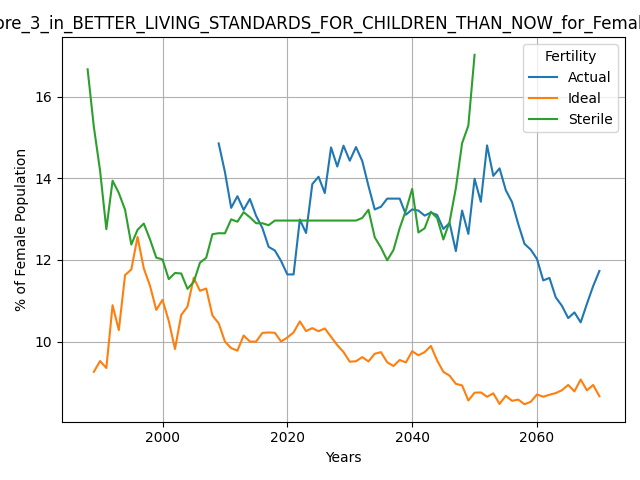 ore_3_in_BETTER_LIVING_STANDARDS_FOR_CHILDREN_THAN_NOW_for_Femal
Fertility
Actual
Ideal
Sterile
% of Female Population
16
14
12
10
2000 2020 2040 2060
Years